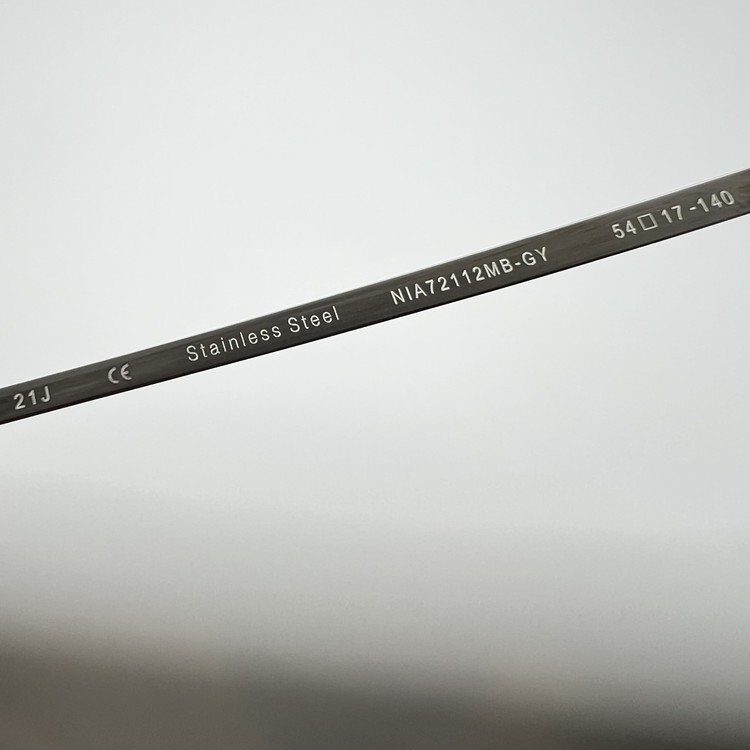 21J CE Stainless Steel NIA72112MB-GY 54□17-140